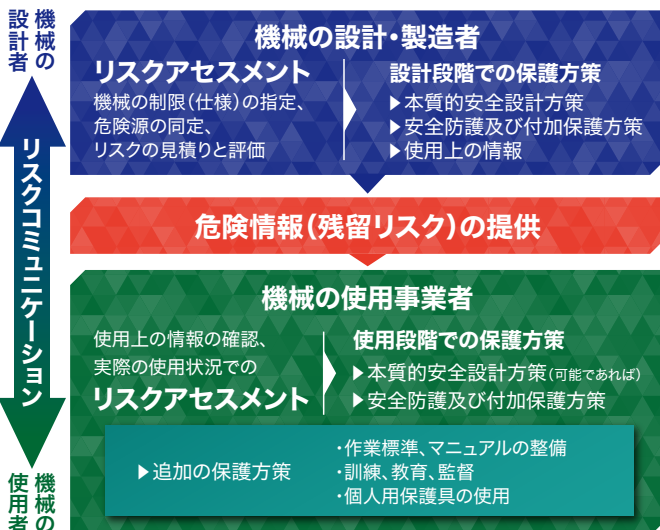 機械の
設計者
リスクコミュニケーション
機械の
使用者
機械の設計・製造者
リスクアセスメント
機械の制限(仕様)の指定、
危険源の同定、
リスクの見積りと評価
設計段階での保護方策
▶本質的安全設計方策
▶安全防護及び付加保護方策
▶使用上の情報
危険情報(残留リスク)の提供
機械の使用事業者
使用上の情報の確認、
実際の使用状況での
リスクアセスメント
使用段階での保護方策
▶本質的安全設計方策(可能であれば)
▶安全防護及び付加保護方策
▶追加の保護方策
・作業標準、マニュアルの整備
・訓練、教育、監督
・個人用保護具の使用